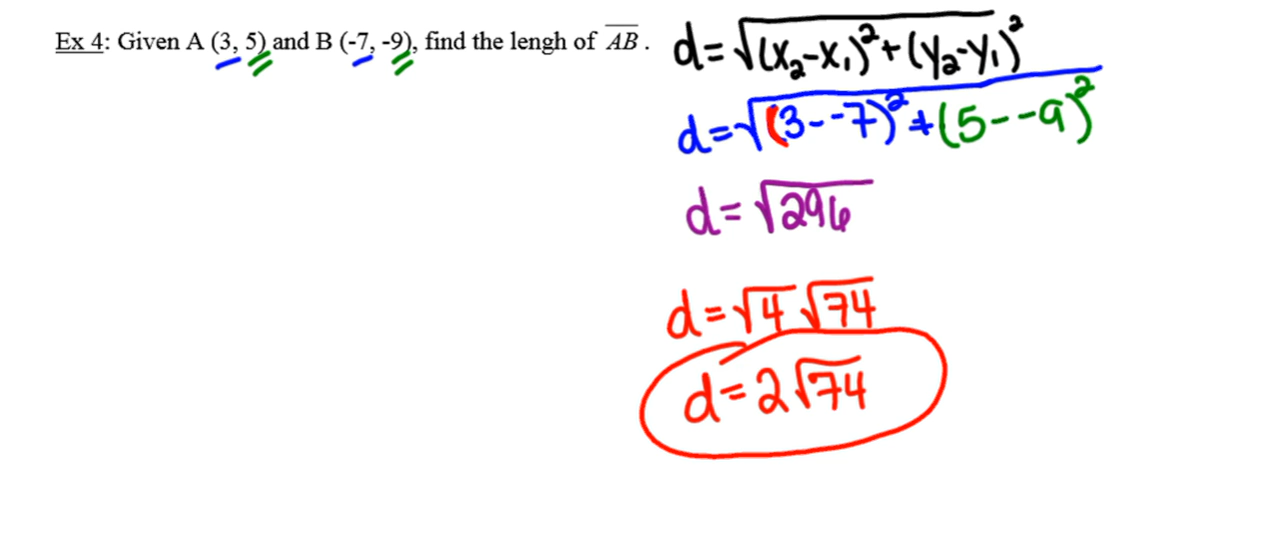 Ex 4: Given A (3, 5) and B (-7, -9), find the lengh of AB.
d=√(x₂-x₁)²+(y₂-y₁)²
d=√(3--7)²+(5--9)²
d=√296
d=√4√74
d=2√74